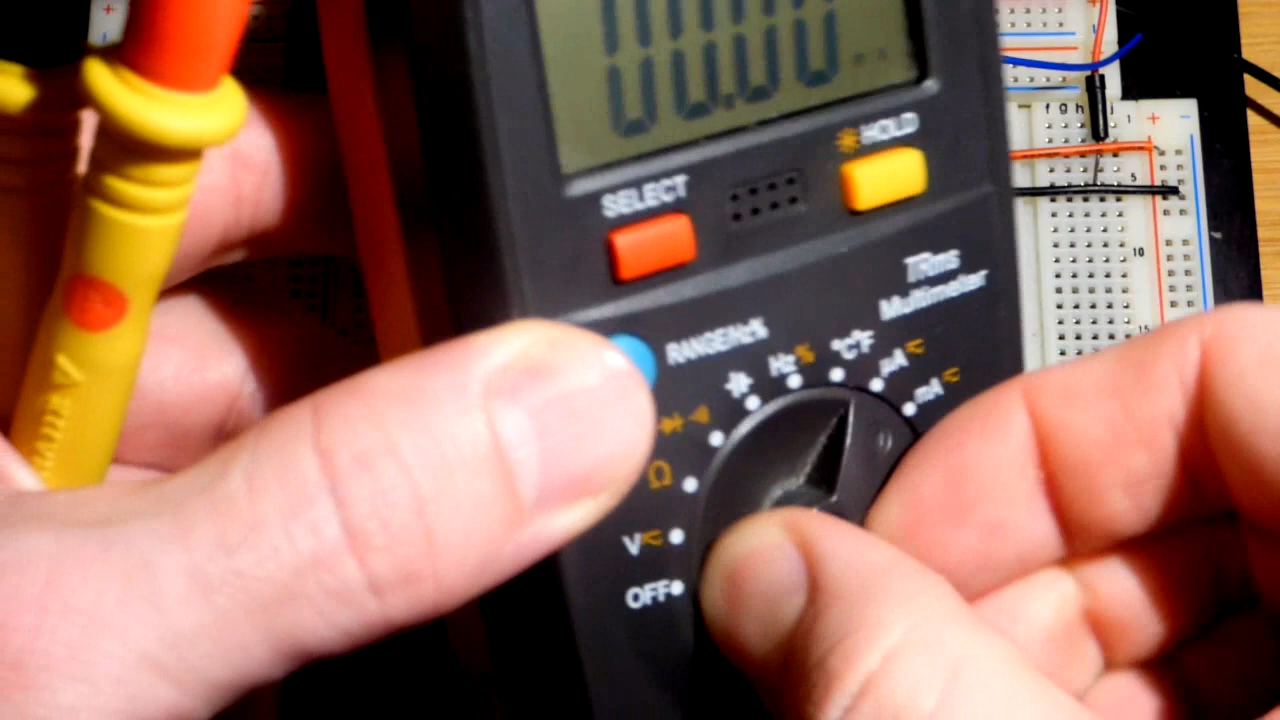 00.00
HOLD
SELECT
TRms
Multimeter
RANGE/Hz%
Hz%
°C°F
µA
mA
Ω
V
OFF
f g h j
1
5
10
15
+
+